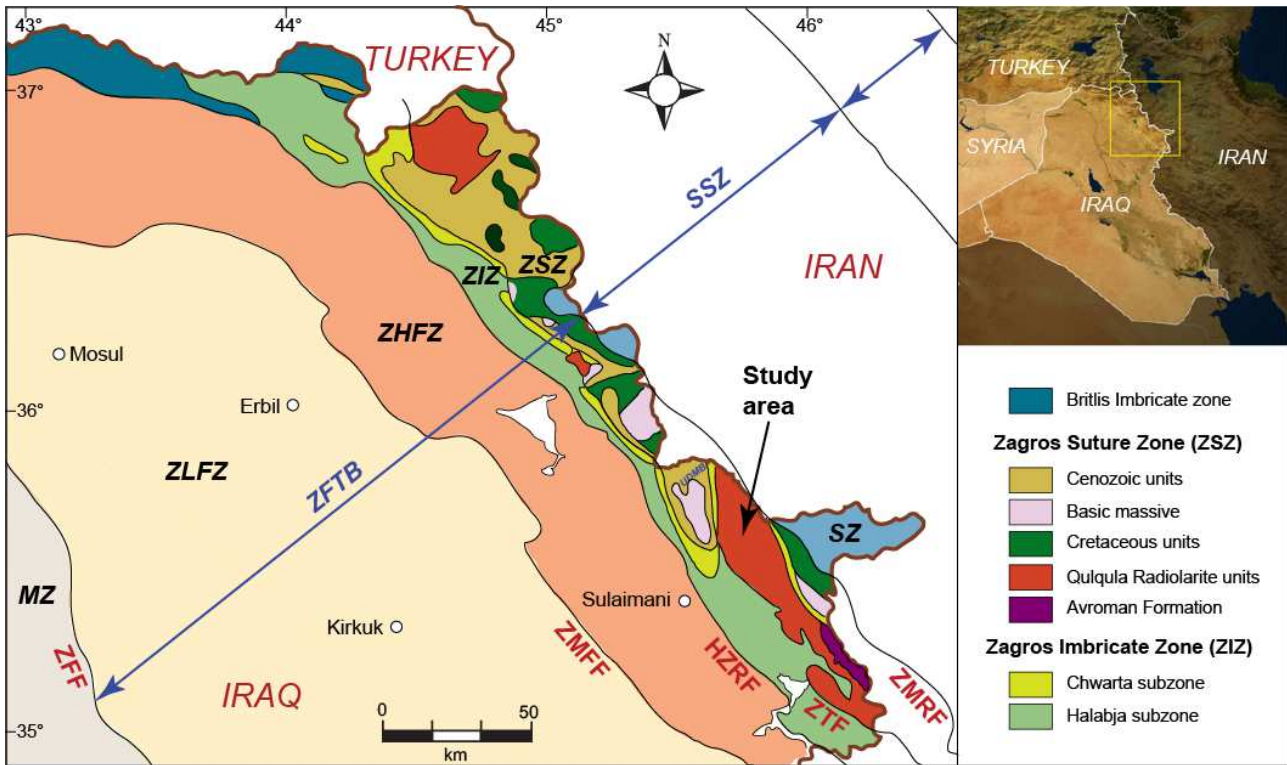 43°
44°
45°
46°
37°
36°
35°
TURKEY
N
SSZ
IRAN
ZIZ
ZSZ
ZHFZ
Mosul
Erbil
Study
area
ZLFZ
ZFTB
UDMB
SZ
MZ
Sulaimani
Kirkuk
ZFF
ZMFF
HZRF
ZTF
ZMRF
IRAQ
0
50
km
TURKEY
SYRIA
IRAN
IRAQ
Britlis Imbricate zone
Zagros Suture Zone (ZSZ)
Cenozoic units
Basic massive
Cretaceous units
Qulqula Radiolarite units
Avroman Formation
Zagros Imbricate Zone (ZIZ)
Chwarta subzone
Halabja subzone